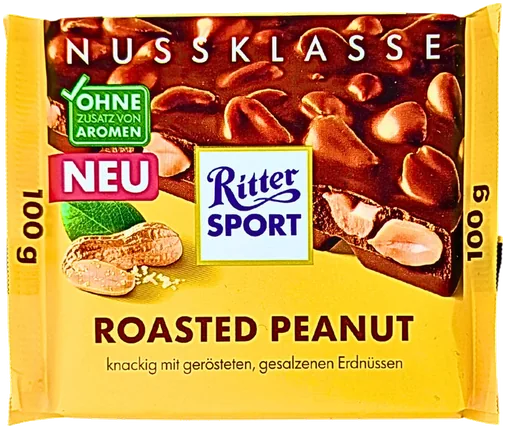 NUSSKLASSE
OHNE
ZUSATZ VON
AROMEN
NEU
Ritter
SPORT
100 g
100 g
ROASTED PEANUT
knackig mit gerösteten, gesalzenen Erdnüssen